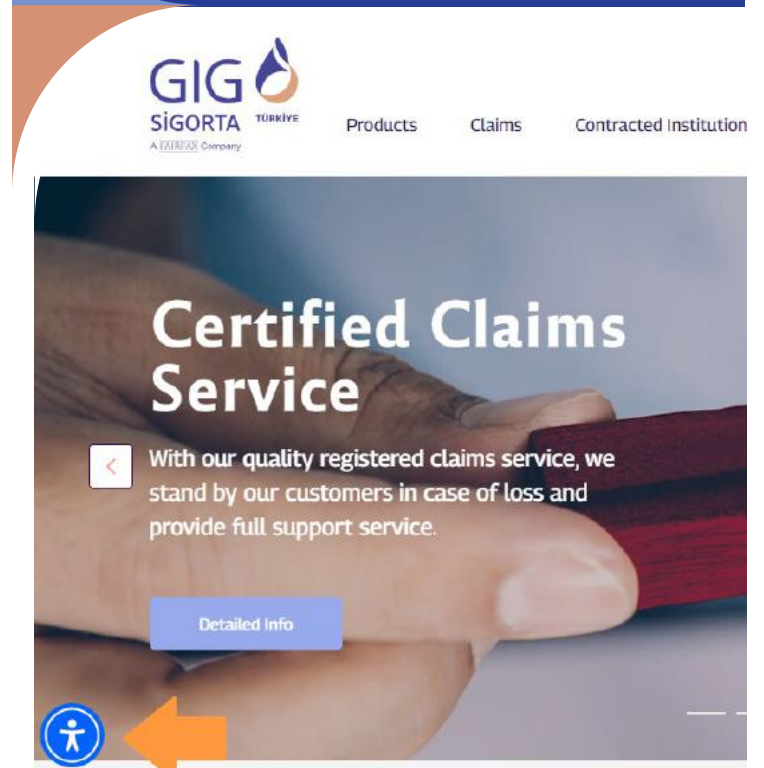 GIG
SİGORTA TÜRKİYE
A FAIRFAX Company
Products Claims Contracted Institution
Certified Claims
Service
With our quality registered claims service, we
stand by our customers in case of loss and
provide full support service.
Detailed Info